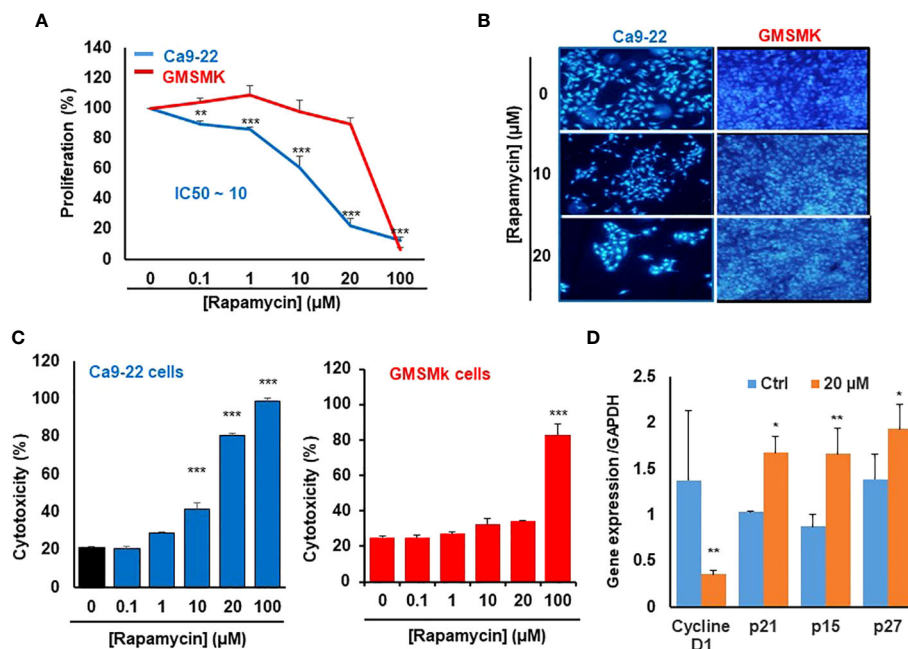 A
140
120
100
80
60
40
20
0
Proliferation (%)
Ca9-22
GMSMK
**
***
***
***
***
IC50 ~ 10
0 0.1 1 10 20 100
[Rapamycin] (µM)
B
Ca9-22 GMSMK
[Rapamycin] (µM)
0
10
20
C
120
100
80
60
40
20
0
Cytotoxicity (%)
Ca9-22 cells
***
***
***
0 0.1 1 10 20 100
[Rapamycin] (µM)
120
100
80
60
40
20
0
Cytotoxicity (%)
GMSMk cells
***
0 0.1 1 10 20 100
[Rapamycin] (µM)
D
Ctrl 20 µM
2.5
2
1.5
1
0.5
0
Gene expression /GAPDH
**
*
**
*
Cycline p21 p15 p27
D1